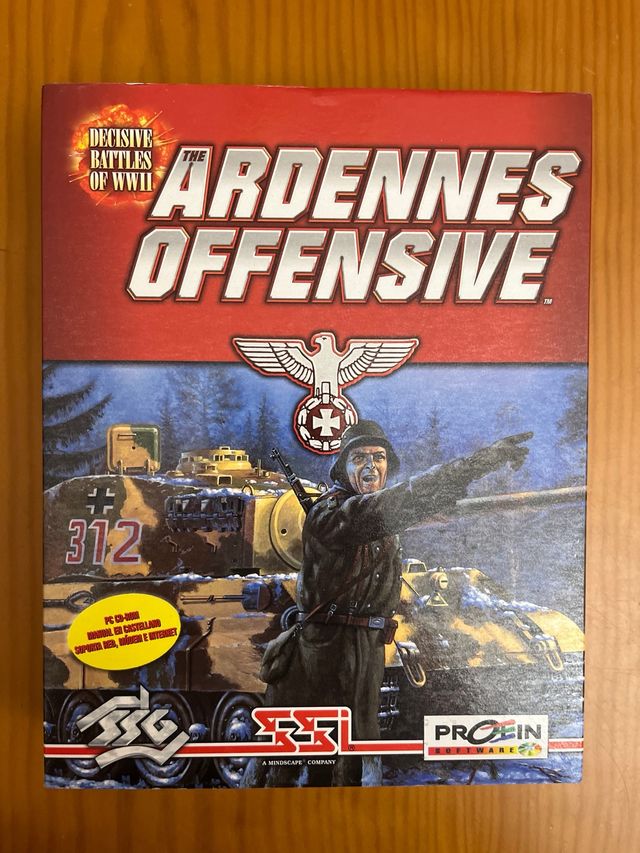 DECISIVE
BATTLES
OF WWII
THE
ARDENNES
OFFENSIVE
™
312
PC CD-ROM
MANUAL EN CASTELLANO
SOPORTA RED, MÓDEM E INTERNET
SSG
SSI®
A MINDSCAPE® COMPANY
PROEIN
SOFTWARE